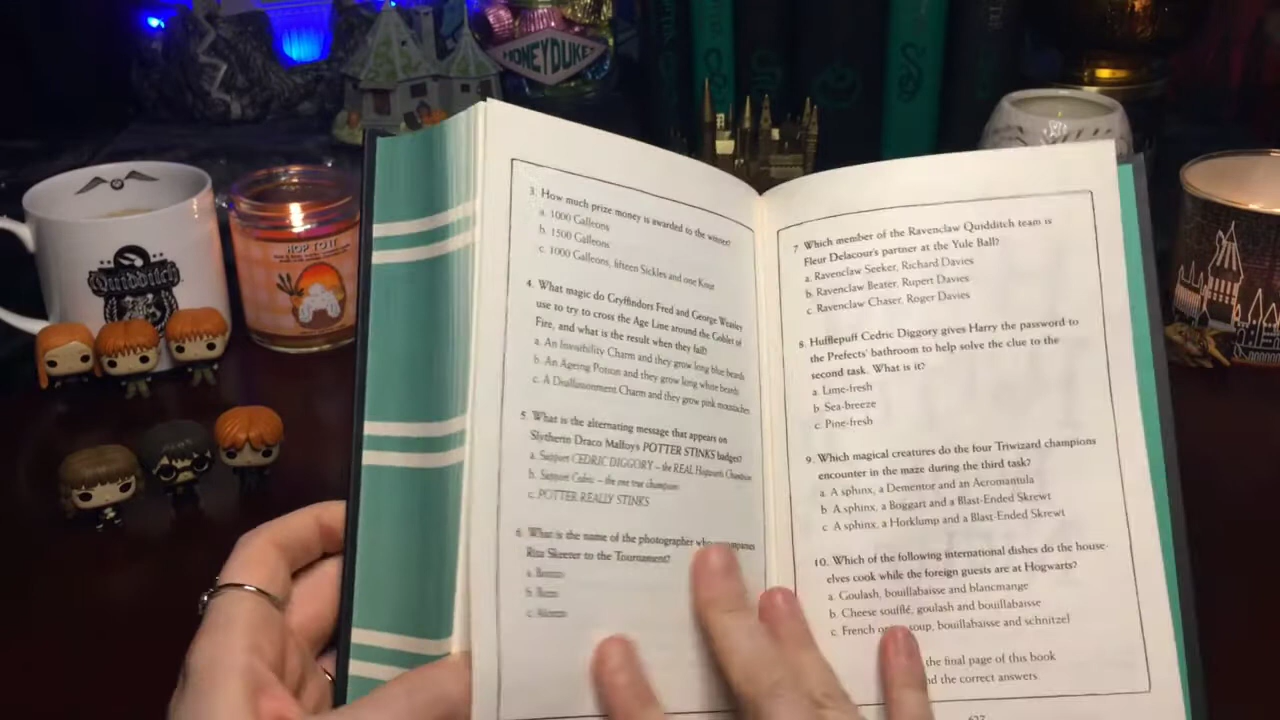 HONEYDUKES
Quidditch
HOP TO IT
3. How much prize money is awarded to the winner?
a. 1000 Galleons
b. 1500 Galleons
c. 1000 Galleons, fifteen Sickles and one Knut
4. What magic do Gryffindors Fred and George Weasley
use to try to cross the Age Line around the Goblet of
Fire, and what is the result when they fail?
a. An Invisibility Charm and they grow long blue beards
b. An Ageing Potion and they grow long white beards
c. A Disillusionment Charm and they grow pink moustaches
5. What is the alternating message that appears on
Slytherin Draco Malfoy's POTTER STINKS badges?
a. Support CEDRIC DIGGORY – the REAL Hogwarts Champion
b. Support Cedric – the one true champion
c. POTTER REALLY STINKS
6. What is the name of the photographer who
Rita Skeeter to the Tournament?
a.
b.
c.
7 Which member of the Ravenclaw Quidditch team is
Fleur Delacour's partner at the Yule Ball?
a. Ravenclaw Seeker, Richard Davies
b. Ravenclaw Beater, Rupert Davies
c. Ravenclaw Chaser, Roger Davies
8. Hufflepuff Cedric Diggory gives Harry the password to
the Prefects' bathroom to help solve the clue to the
second task. What is it?
a. Lime-fresh
b. Sea-breeze
c. Pine-fresh
9. Which magical creatures do the four Triwizard champions
encounter in the maze during the third task?
a. A sphinx, a Dementor and an Acromantula
b A sphinx, a Boggart and a Blast-Ended Skrewt
c A sphinx, a Horklump and a Blast-Ended Skrewt
10. Which of the following international dishes do the house-
elves cook while the foreign guests are at Hogwarts?
a. Goulash, bouillabaisse and blancmange
b. Cheese soufflé, goulash and bouillabaisse
c. French soup, bouillabaisse and schnitzel
the final page of this book
the correct answers